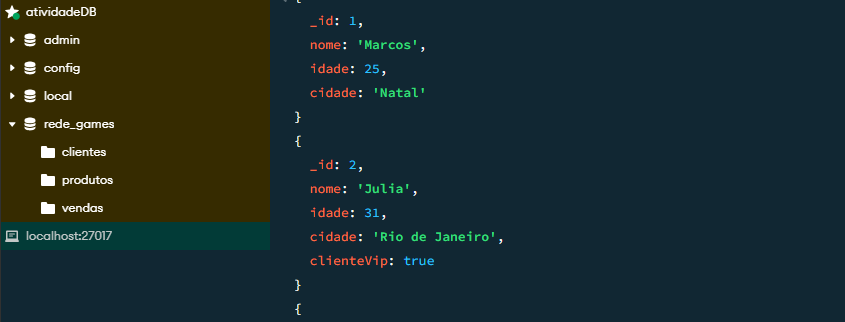 atividadeDB
admin
config
local
rede_games
clientes
produtos
vendas
localhost:27017
{
_id: 1,
nome: 'Marcos',
idade: 25,
cidade: 'Natal'
}
{
_id: 2,
nome: 'Julia',
idade: 31,
cidade: 'Rio de Janeiro',
clienteVip: true
}
{